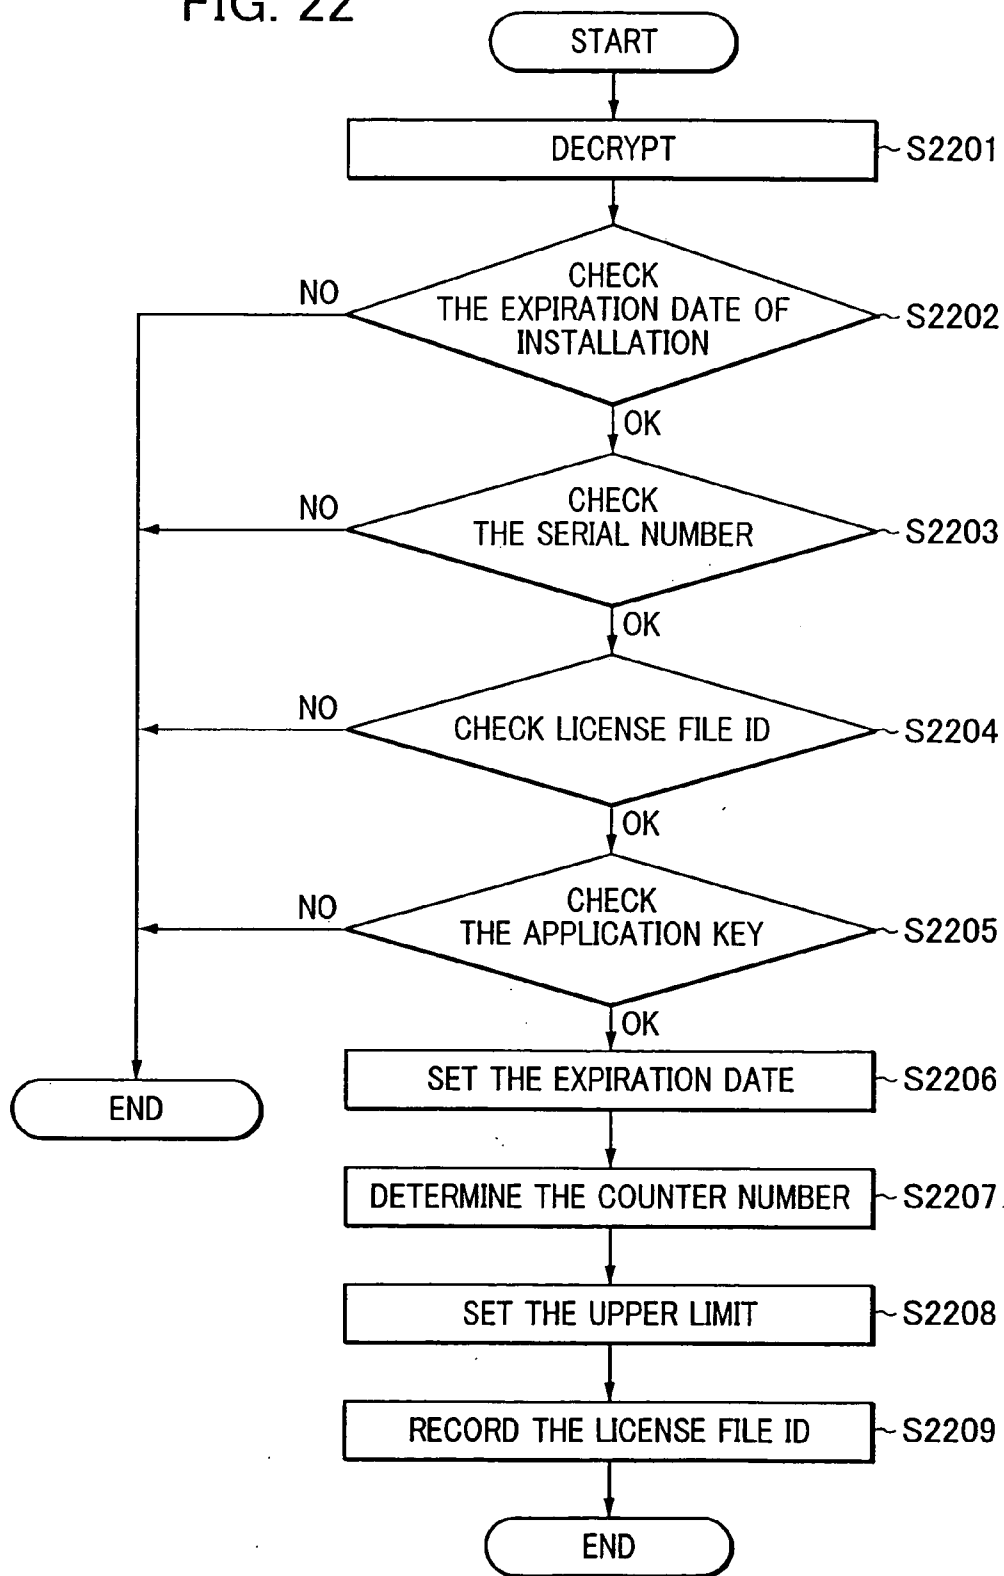 FIG. 22
START
DECRYPT
S2201
CHECK
THE EXPIRATION DATE OF
INSTALLATION
S2202
NO
OK
CHECK
THE SERIAL NUMBER
S2203
NO
OK
CHECK LICENSE FILE ID
S2204
NO
OK
CHECK
THE APPLICATION KEY
S2205
NO
OK
SET THE EXPIRATION DATE
S2206
END
DETERMINE THE COUNTER NUMBER
S2207
SET THE UPPER LIMIT
S2208
RECORD THE LICENSE FILE ID
S2209
END